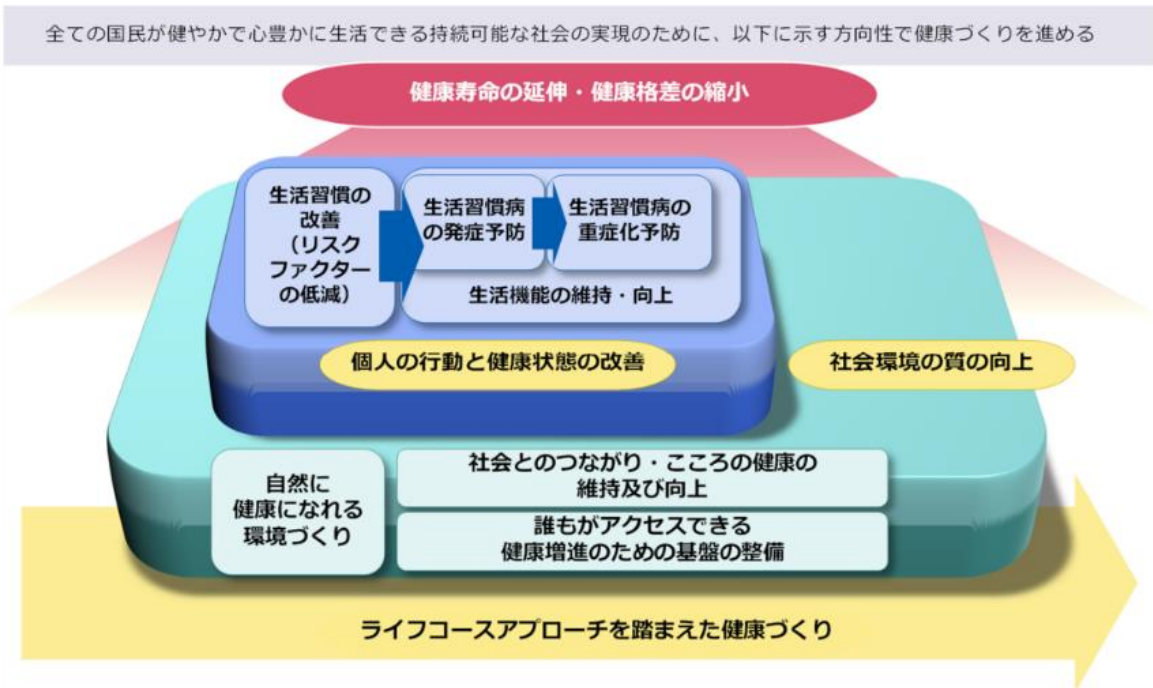 全ての国民が健やかで心豊かに生活できる持続可能な社会の実現のために、以下に示す方向性で健康づくりを進める
健康寿命の延伸・健康格差の縮小
生活習慣の
改善
（リスク
ファクター
の低減）
生活習慣病
の発症予防
生活習慣病の
重症化予防
生活機能の維持・向上
個人の行動と健康状態の改善
社会環境の質の向上
自然に
健康になれる
環境づくり
社会とのつながり・こころの健康の
維持及び向上
誰もがアクセスできる
健康増進のための基盤の整備
ライフコースアプローチを踏まえた健康づくり